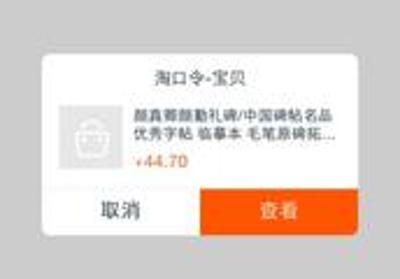 淘口令-宝贝
颜真卿颜勤礼碑/中国碑帖名品
优秀字帖 临摹本 毛笔原碑拓...
¥44.70
取消
查看